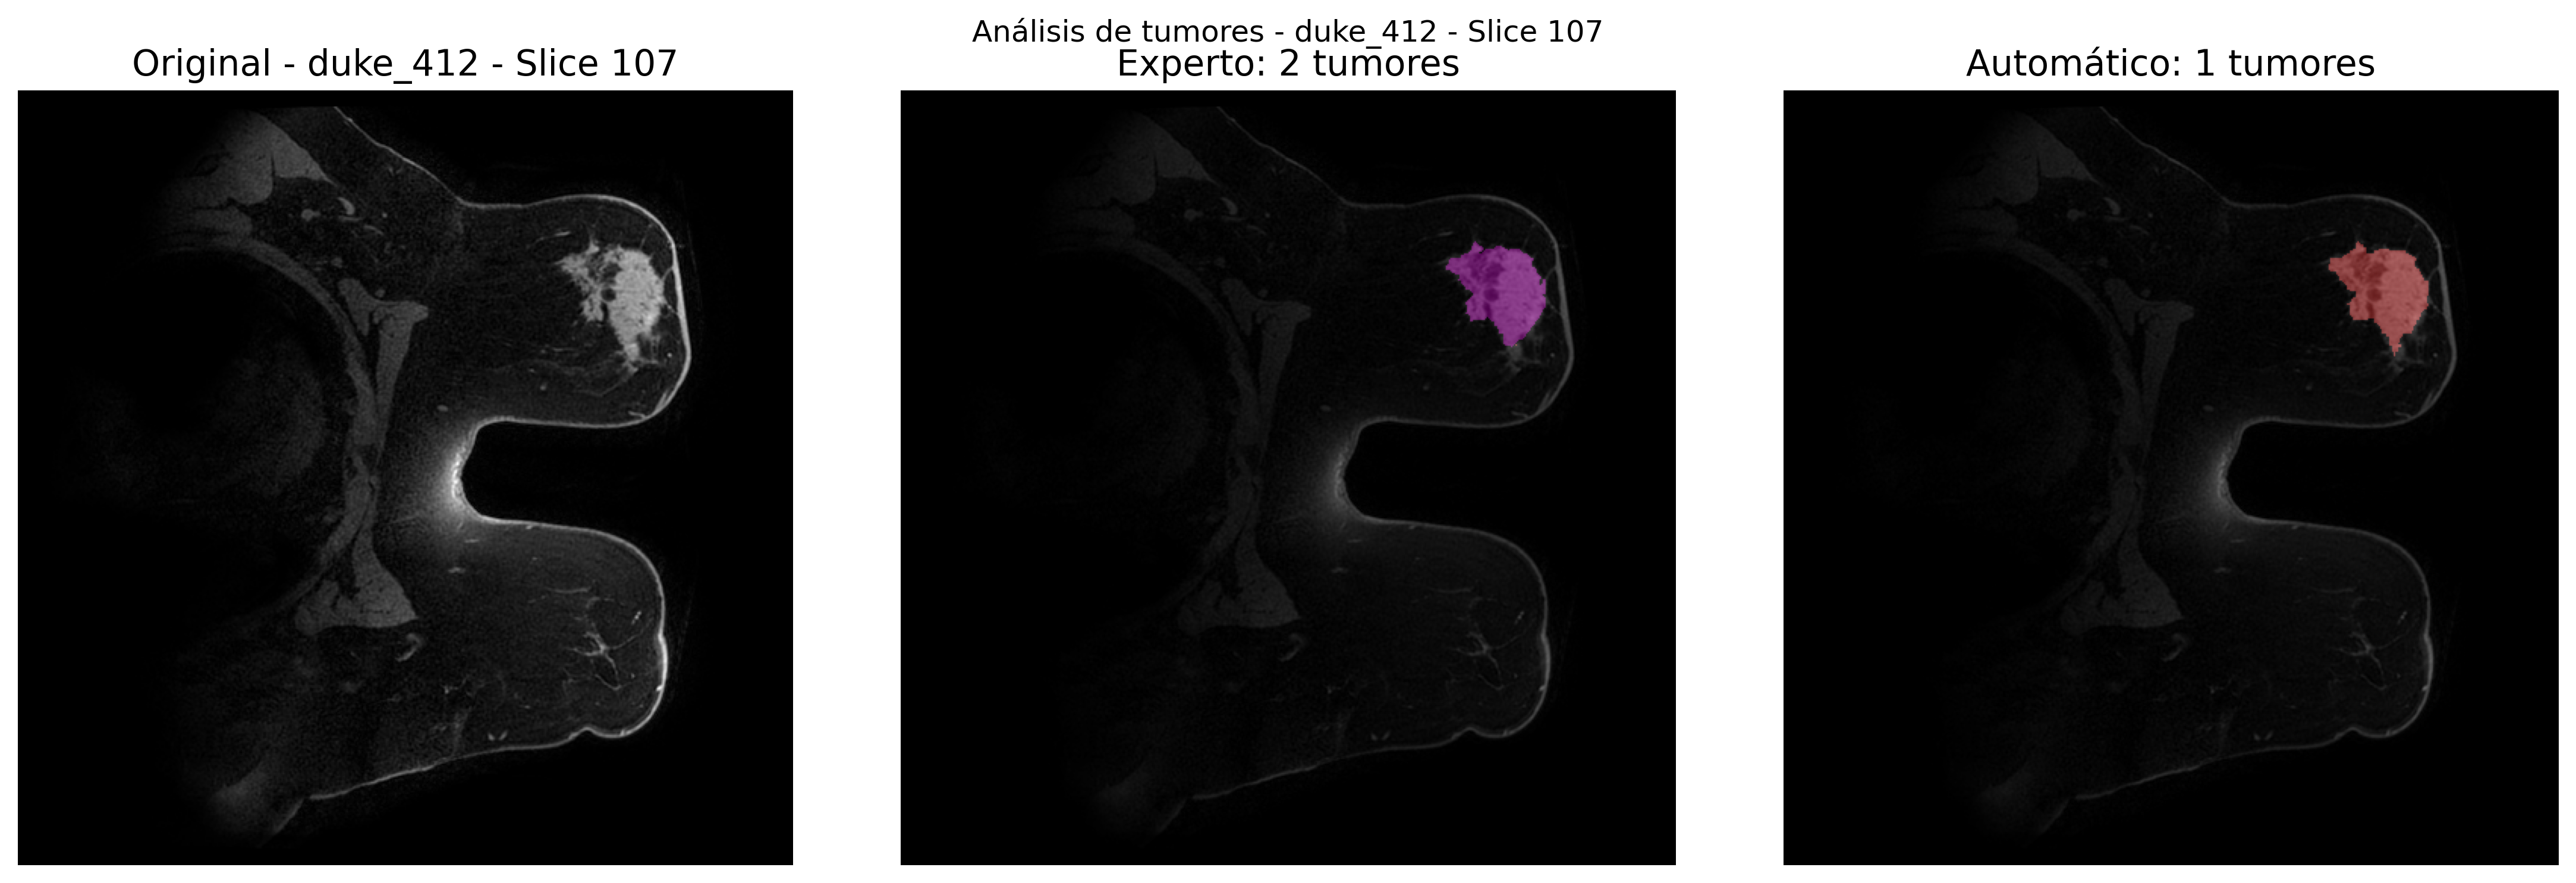 Análisis de tumores - duke_412 - Slice 107
Original - duke_412 - Slice 107
Experto: 2 tumores
Automático: 1 tumores